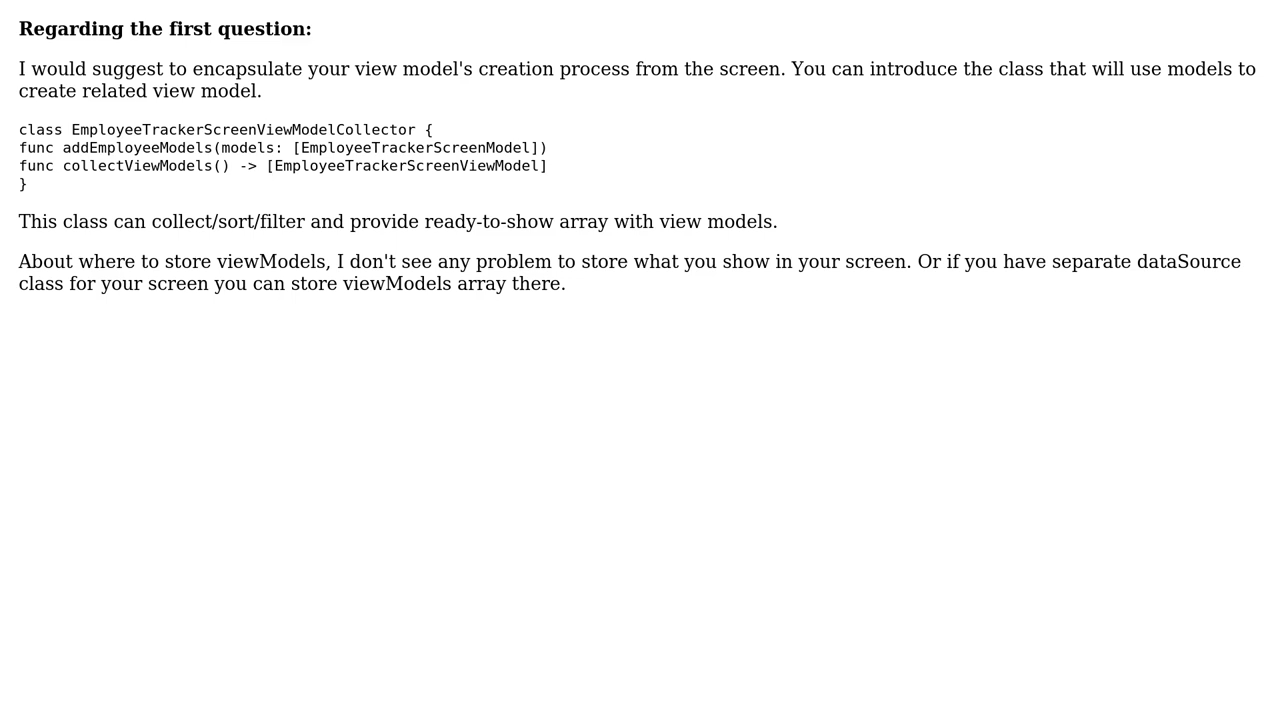 Regarding the first question:
I would suggest to encapsulate your view model's creation process from the screen. You can introduce the class that will use models to
create related view model.
class EmployeeTrackerScreenViewModelCollector {
func addEmployeeModels(models: [EmployeeTrackerScreenModel])
func collectViewModels() -> [EmployeeTrackerScreenViewModel]
}
This class can collect/sort/filter and provide ready-to-show array with view models.
About where to store viewModels, I don't see any problem to store what you show in your screen. Or if you have separate dataSource
class for your screen you can store viewModels array there.